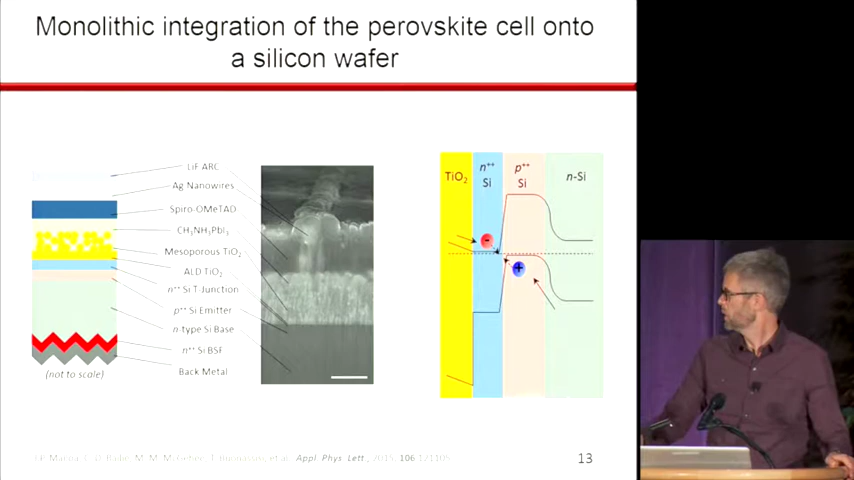 Monolithic integration of the perovskite cell onto
a silicon wafer
LiF ARC
Ag Nanowires
Spiro-OMeTAD
CH₃NH₃PbI₃
Mesoporous TiO₂
ALD TiO₂
n⁺⁺ Si T-Junction
p⁺⁺ Si Emitter
n-type Si Base
n⁺⁺ Si BSF
Back Metal
(not to scale)
TiO₂
n⁺⁺
Si
p⁺⁺
Si
n-Si
-
+
Appl. Phys. Lett., 2015, 106
13